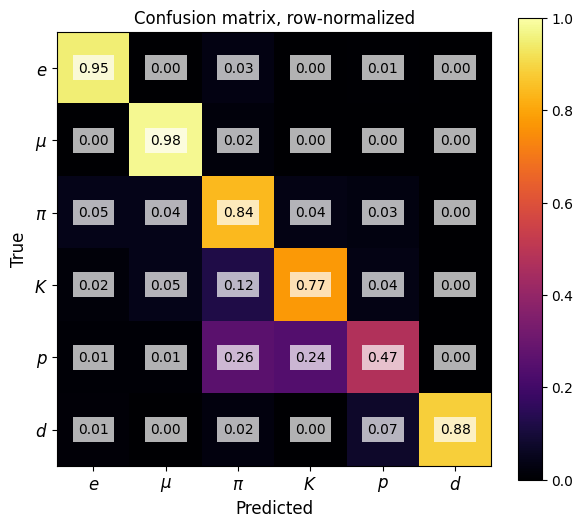 Confusion matrix, row-normalized
True
e 0.95 0.00 0.03 0.00 0.01 0.00
μ 0.00 0.98 0.02 0.00 0.00 0.00
π 0.05 0.04 0.84 0.04 0.03 0.00
K 0.02 0.05 0.12 0.77 0.04 0.00
p 0.01 0.01 0.26 0.24 0.47 0.00
d 0.01 0.00 0.02 0.00 0.07 0.88
e μ π K p d
Predicted
1.0
0.8
0.6
0.4
0.2
0.0